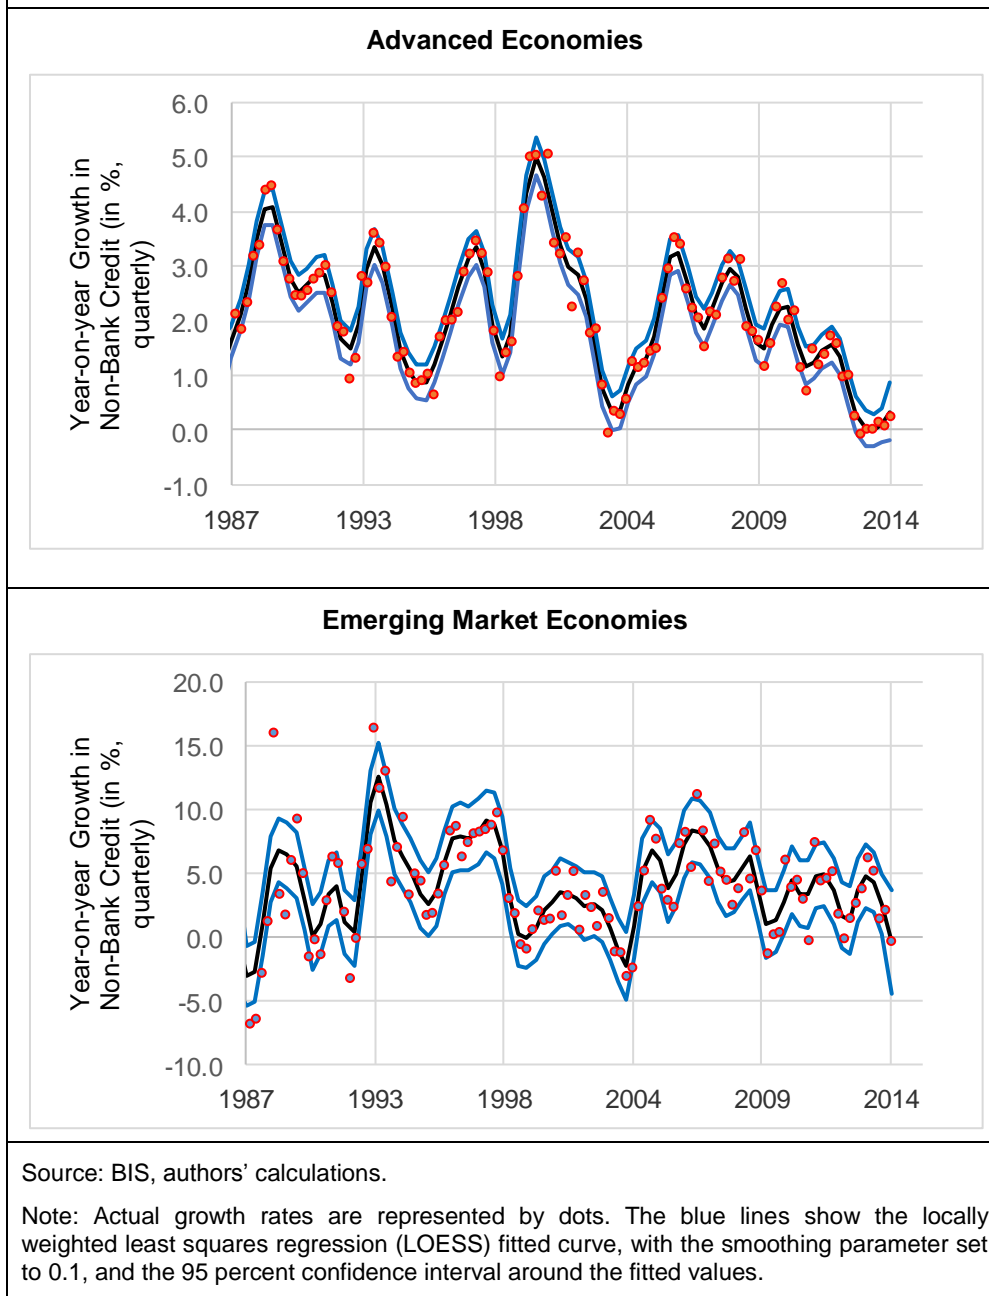 Advanced Economies
Year-on-year Growth in
Non-Bank Credit (in %,
quarterly)
6.0
5.0
4.0
3.0
2.0
1.0
0.0
-1.0
1987 1993 1998 2004 2009 2014
Emerging Market Economies
Year-on-year Growth in
Non-Bank Credit (in %,
quarterly)
20.0
15.0
10.0
5.0
0.0
-5.0
-10.0
1987 1993 1998 2004 2009 2014
Source: BIS, authors’ calculations.
Note: Actual growth rates are represented by dots. The blue lines show the locally
weighted least squares regression (LOESS) fitted curve, with the smoothing parameter set
to 0.1, and the 95 percent confidence interval around the fitted values.